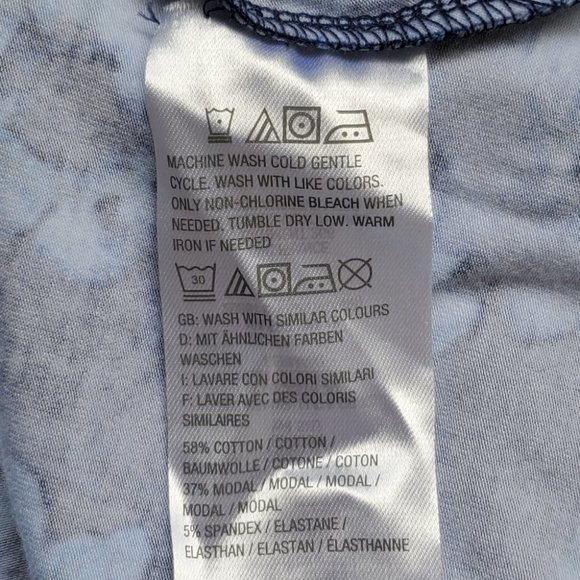 MACHINE WASH COLD GENTLE
CYCLE. WASH WITH LIKE COLORS.
ONLY NON-CHLORINE BLEACH WHEN
NEEDED. TUMBLE DRY LOW. WARM
IRON IF NEEDED
30
GB: WASH WITH SIMILAR COLOURS
D: MIT ÄHNLICHEN FARBEN
WASCHEN
I: LAVARE CON COLORI SIMILARI
F: LAVER AVEC DES COLORIS
SIMILAIRES
58% COTTON / COTTON /
BAUMWOLLE / COTONE / COTON
37% MODAL / MODAL / MODAL /
MODAL / MODAL
5% SPANDEX / ELASTANE /
ELASTHAN / ELASTAN / ELASTHANNE